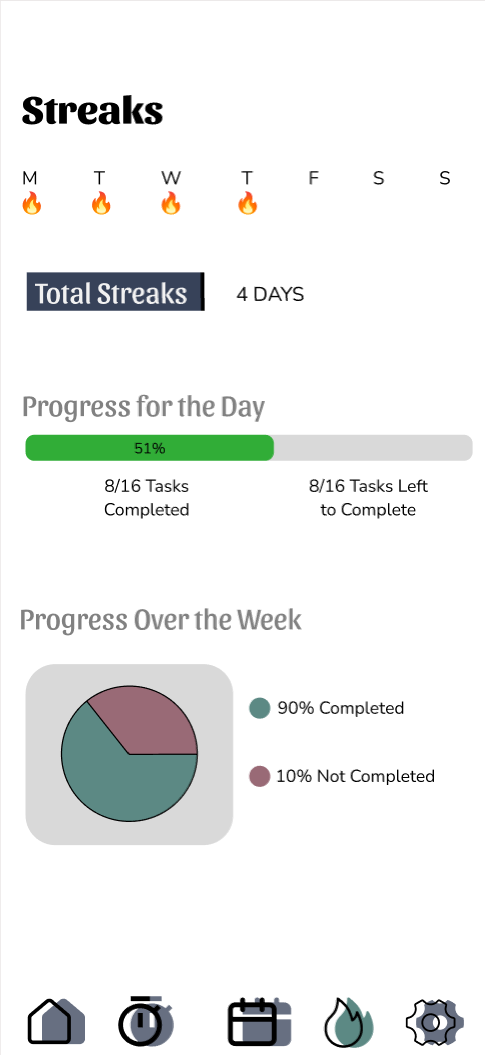 Streaks
M T W T F S S
Total Streaks 4 DAYS
Progress for the Day
51%
8/16 Tasks
Completed
8/16 Tasks Left
to Complete
Progress Over the Week
90% Completed
10% Not Completed